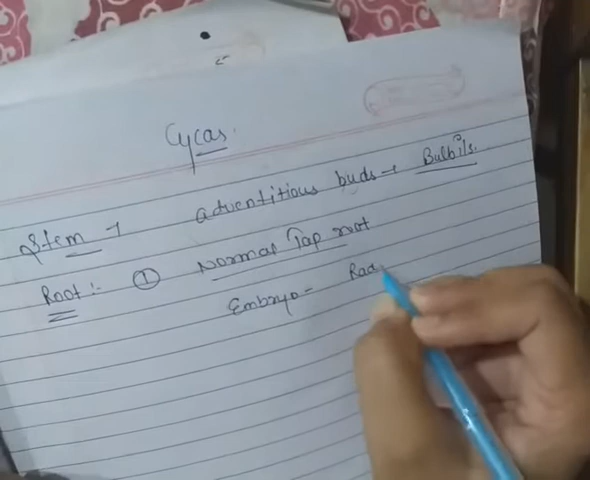 Cycas.
Stem → adventitious buds → Bulbils.
Root :- ① Normal Tap root
Embryo - Rad